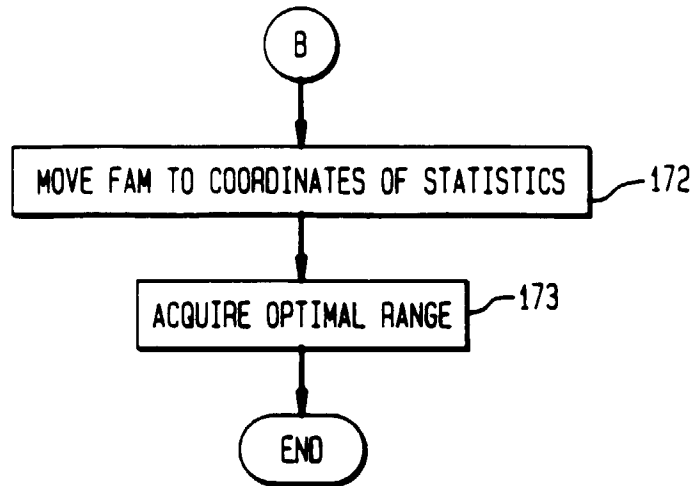 B
MOVE FAM TO COORDINATES OF STATISTICS
172
ACQUIRE OPTIMAL RANGE
173
END